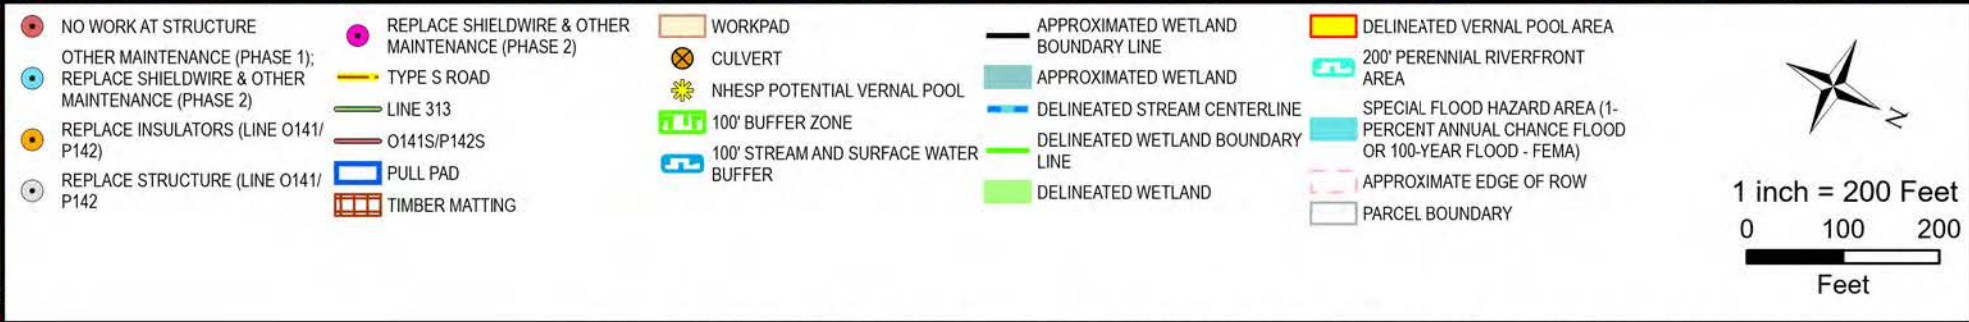 NO WORK AT STRUCTURE
OTHER MAINTENANCE (PHASE 1);
REPLACE SHIELDWIRE & OTHER
MAINTENANCE (PHASE 2)
REPLACE INSULATORS (LINE O141/
P142)
REPLACE STRUCTURE (LINE O141/
P142
REPLACE SHIELDWIRE & OTHER
MAINTENANCE (PHASE 2)
TYPE S ROAD
LINE 313
O141S/P142S
PULL PAD
TIMBER MATTING
WORKPAD
CULVERT
NHESP POTENTIAL VERNAL POOL
100' BUFFER ZONE
100' STREAM AND SURFACE WATER
BUFFER
APPROXIMATED WETLAND
BOUNDARY LINE
APPROXIMATED WETLAND
DELINEATED STREAM CENTERLINE
DELINEATED WETLAND BOUNDARY
LINE
DELINEATED WETLAND
DELINEATED VERNAL POOL AREA
200' PERENNIAL RIVERFRONT
AREA
SPECIAL FLOOD HAZARD AREA (1-
PERCENT ANNUAL CHANCE FLOOD
OR 100-YEAR FLOOD - FEMA)
APPROXIMATE EDGE OF ROW
PARCEL BOUNDARY
N
1 inch = 200 Feet
0 100 200
Feet